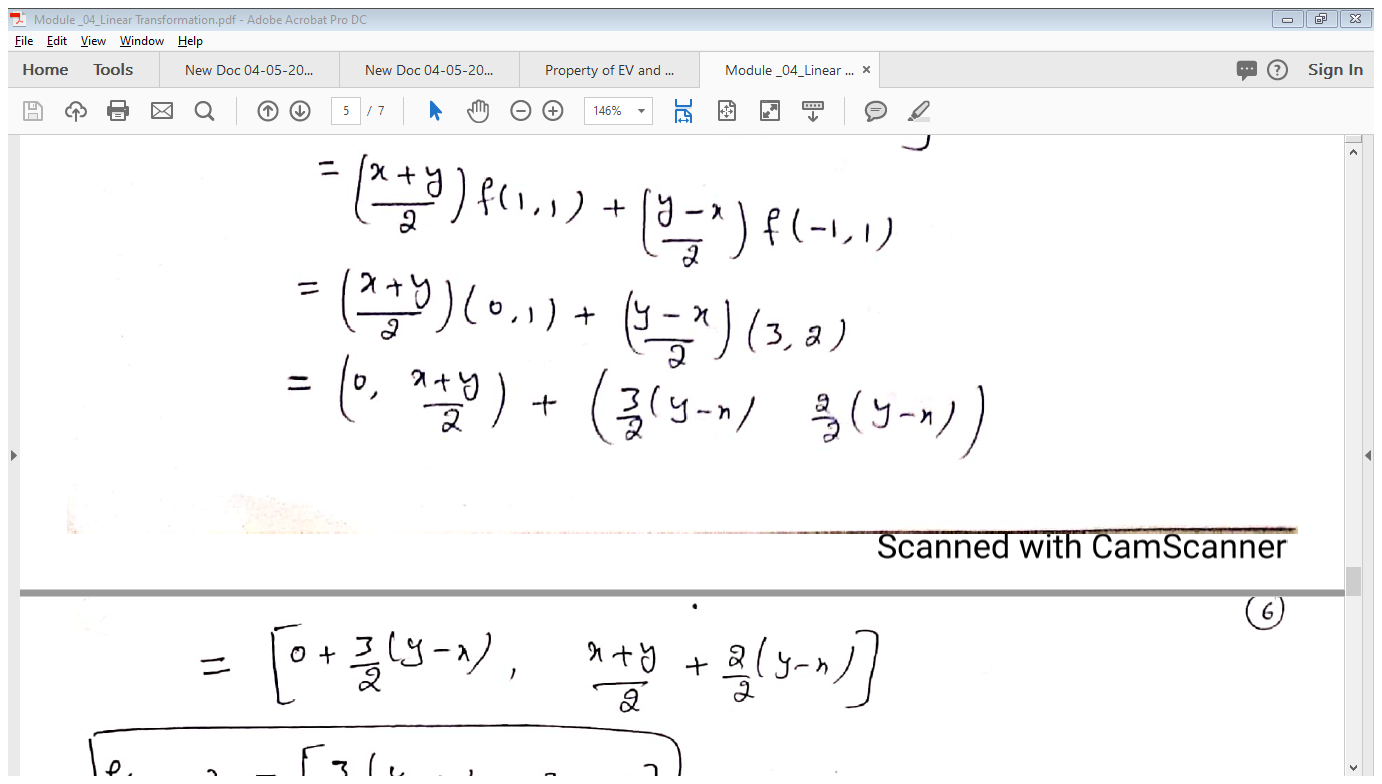 Module _04_Linear Transformation.pdf - Adobe Acrobat Pro DC
File Edit View Window Help
Home Tools New Doc 04-05-20... New Doc 04-05-20... Property of EV and ... Module _04_Linear ... × Sign In
5 / 7 146%
= (x+y/2) f(1,1) + (y-x/2) f(-1,1)
= (x+y/2)(0,1) + (y-x/2)(3,2)
= (0, x+y/2) + (3/2(y-x) 2/2(y-x))
Scanned with CamScanner
6
= [0 + 3/2(y-x), x+y/2 + 2/2(y-x)]